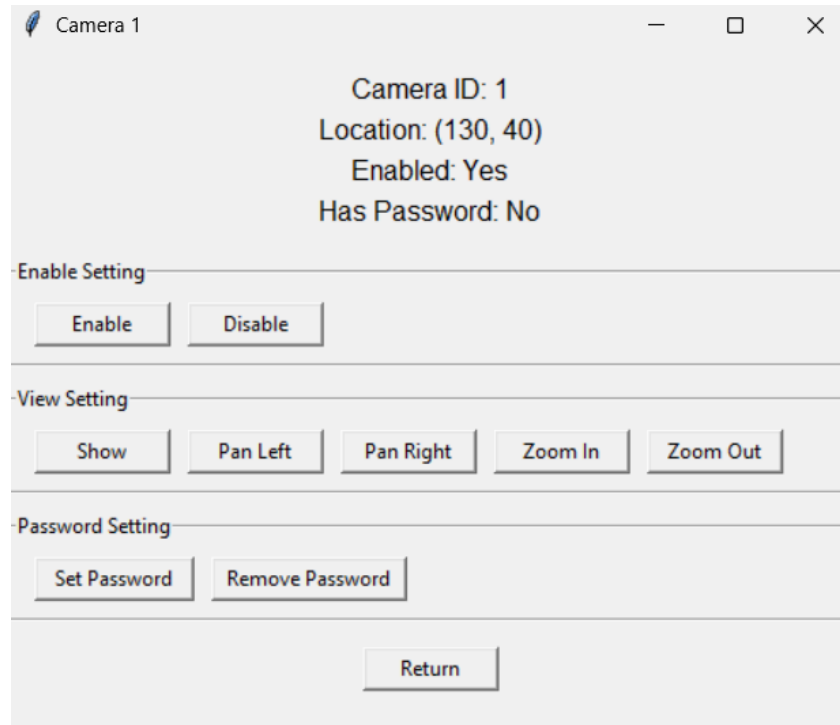 Camera 1
Camera ID: 1
Location: (130, 40)
Enabled: Yes
Has Password: No
Enable Setting
Enable Disable
View Setting
Show Pan Left Pan Right Zoom In Zoom Out
Password Setting
Set Password Remove Password
Return